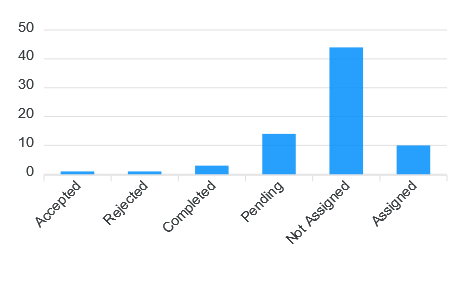 50
40
30
20
10
0
Accepted
Rejected
Completed
Pending
Not Assigned
Assigned